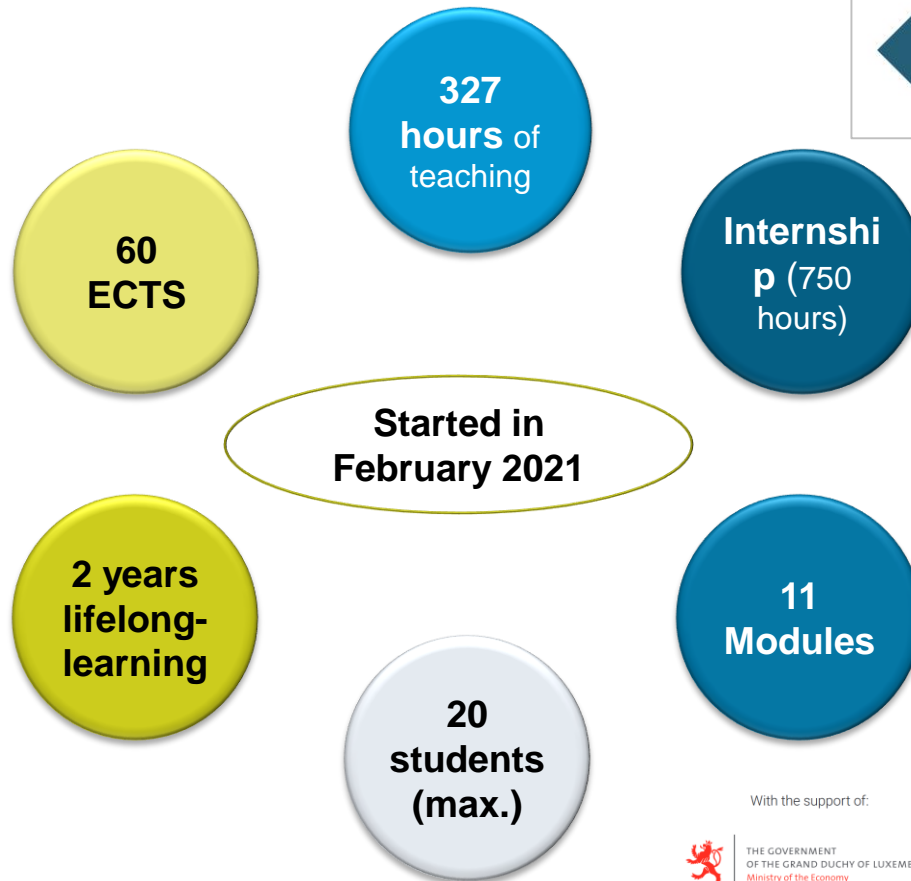 327
hours of
teaching
60
ECTS
Internshi
p (750
hours)
Started in
February 2021
2 years
lifelong-
learning
11
Modules
20
students
(max.)
With the support of:
THE GOVERNMENT
OF THE GRAND DUCHY OF LUXEME
Ministry of the Economy